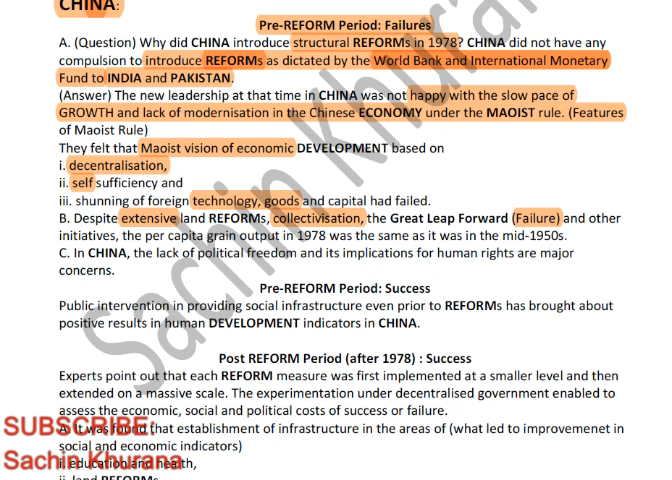 CHINA:
Pre-REFORM Period: Failures
A. (Question) Why did CHINA introduce structural REFORMs in 1978? CHINA did not have any
compulsion to introduce REFORMs as dictated by the World Bank and International Monetary
Fund to INDIA and PAKISTAN.
(Answer) The new leadership at that time in CHINA was not happy with the slow pace of
GROWTH and lack of modernisation in the Chinese ECONOMY under the MAOIST rule. (Features
of Maoist Rule)
They felt that Maoist vision of economic DEVELOPMENT based on
i. decentralisation,
ii. self sufficiency and
iii. shunning of foreign technology, goods and capital had failed.
B. Despite extensive land REFORMs, collectivisation, the Great Leap Forward (Failure) and other
initiatives, the per capita grain output in 1978 was the same as it was in the mid-1950s.
C. In CHINA, the lack of political freedom and its implications for human rights are major
concerns.
Pre-REFORM Period: Success
Public intervention in providing social infrastructure even prior to REFORMs has brought about
positive results in human DEVELOPMENT indicators in CHINA.
Post REFORM Period (after 1978) : Success
Experts point out that each REFORM measure was first implemented at a smaller level and then
extended on a massive scale. The experimentation under decentralised government enabled to
assess the economic, social and political costs of success or failure.
A. It was found that establishment of infrastructure in the areas of (what led to improvemenet in
social and economic indicators)
i. education and health,
ii. land REFORMs
SUBSCRIBE:
Sachin Khurana
Sachin Khurana